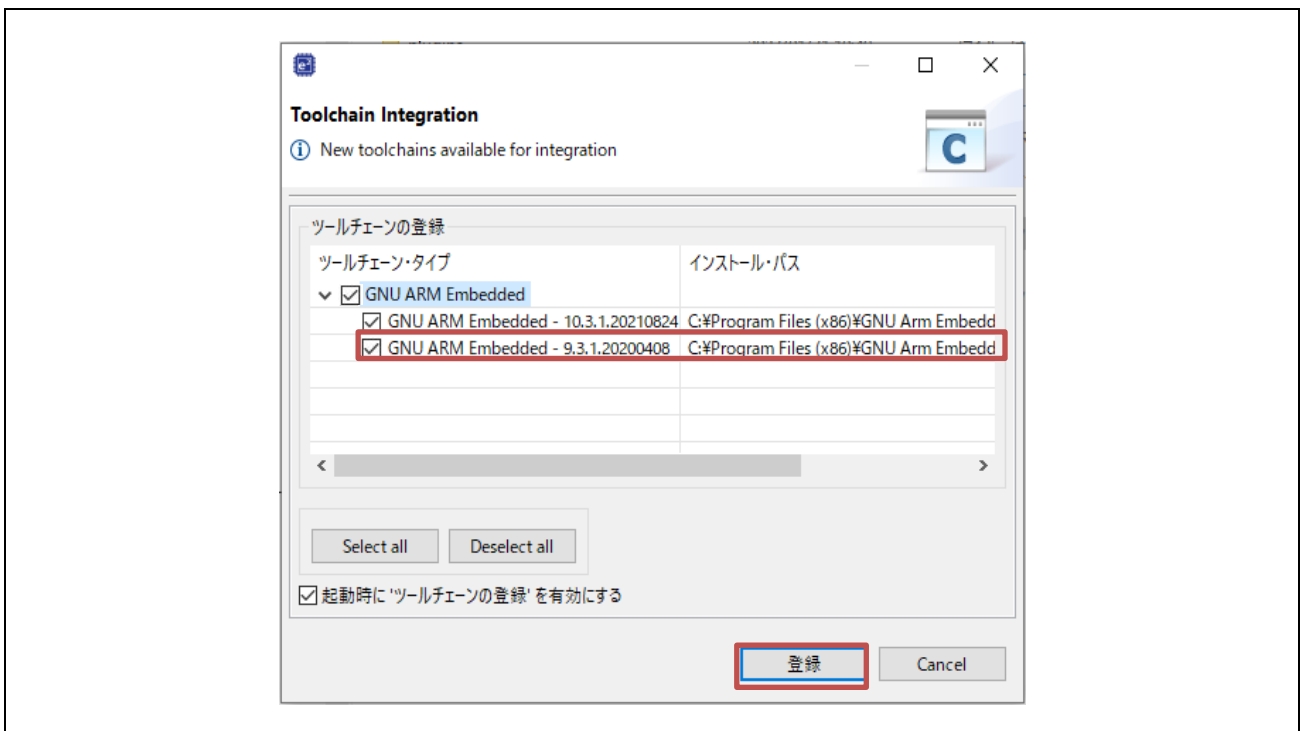 Toolchain Integration
New toolchains available for integration
ツールチェーンの登録
ツールチェーン・タイプ インストール・パス
GNU ARM Embedded
GNU ARM Embedded - 10.3.1.20210824 C:¥Program Files (x86)¥GNU Arm Embedd
GNU ARM Embedded - 9.3.1.20200408 C:¥Program Files (x86)¥GNU Arm Embedd
Select all Deselect all
起動時に 'ツールチェーンの登録' を有効にする
登録 Cancel